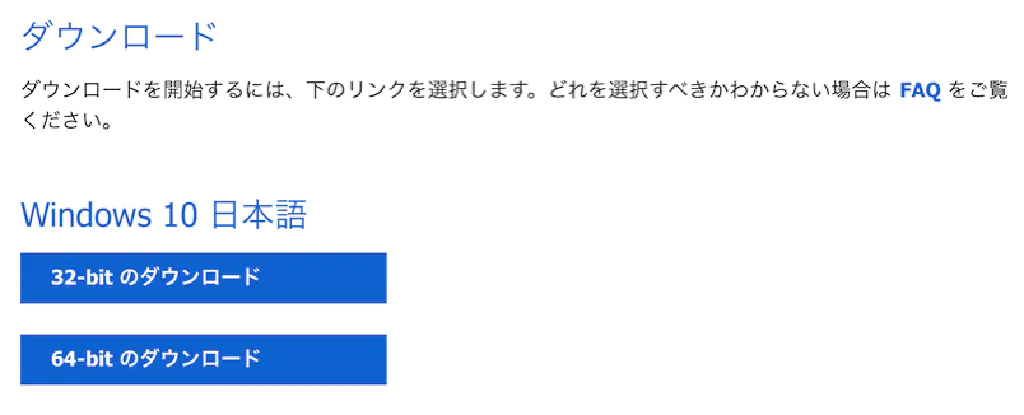 ダウンロード
ダウンロードを開始するには、下のリンクを選択します。どれを選択すべきかわからない場合は FAQ をご覧
ください。
Windows 10 日本語
32-bit のダウンロード
64-bit のダウンロード